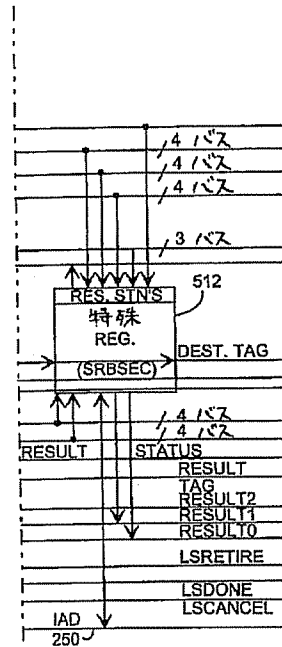 4 バス
4 バス
4 バス
3 バス
RES. STN'S
512
特殊
REG.
DEST. TAG
(SRBSEC)
4 バス
4 バス
RESULT
STATUS
RESULT
TAG
RESULT2
RESULT1
RESULT0
LSRETIRE
LSDONE
LSCANCEL
IAD
250